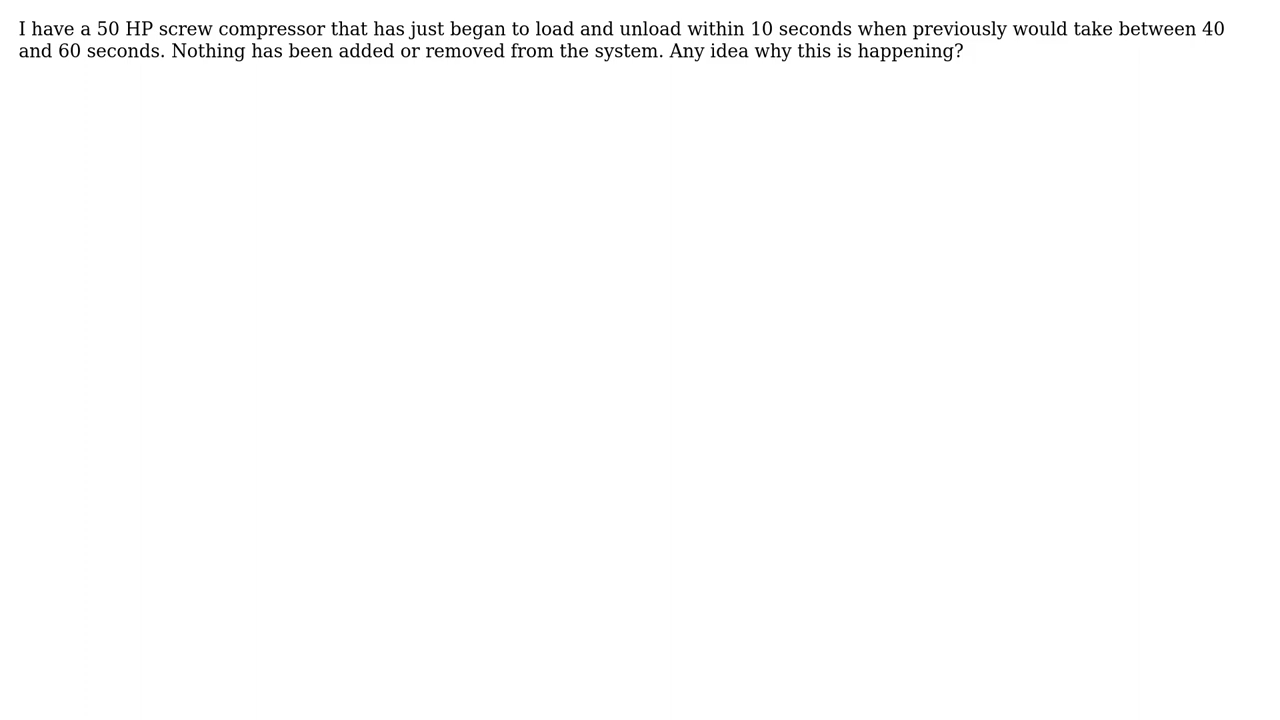 I have a 50 HP screw compressor that has just began to load and unload within 10 seconds when previously would take between 40
and 60 seconds. Nothing has been added or removed from the system. Any idea why this is happening?